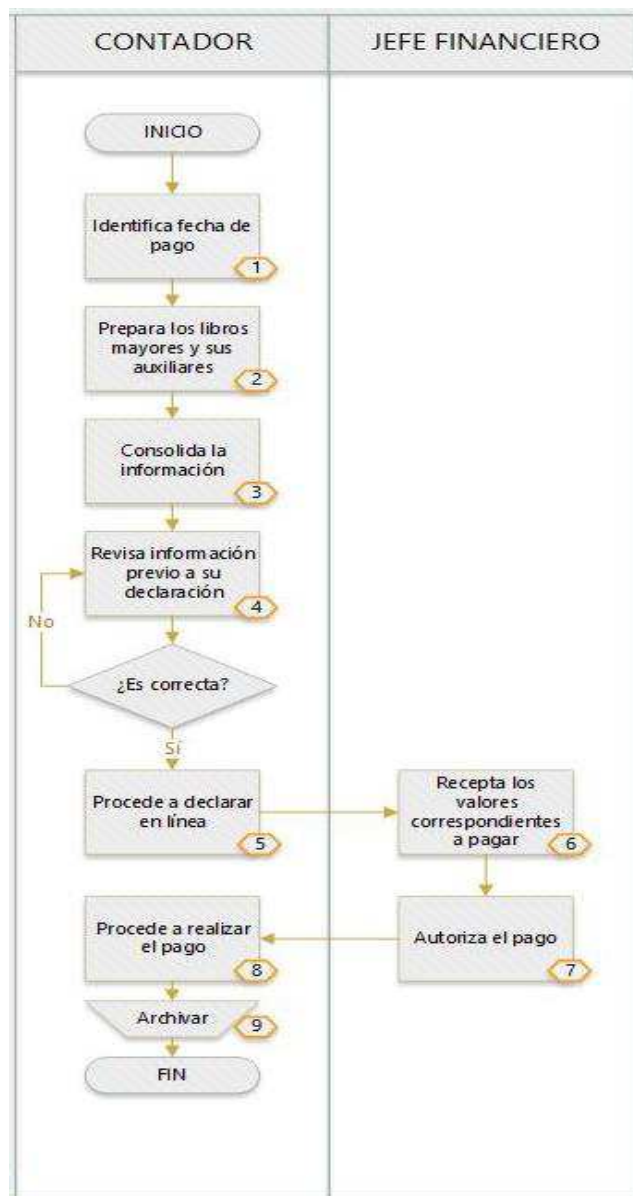 CONTADOR
JEFE FINANCIERO
INICIO
Identifica fecha de
pago
1
Prepara los libros
mayores y sus
auxiliares
2
Consolida la
información
3
Revisa información
previo a su
declaración
4
No
¿Es correcta?
Sí
Procede a declarar
en línea
5
Recepta los
valores
correspondientes
a pagar
6
Autoriza el pago
7
Procede a realizar
el pago
8
Archivar
9
FIN